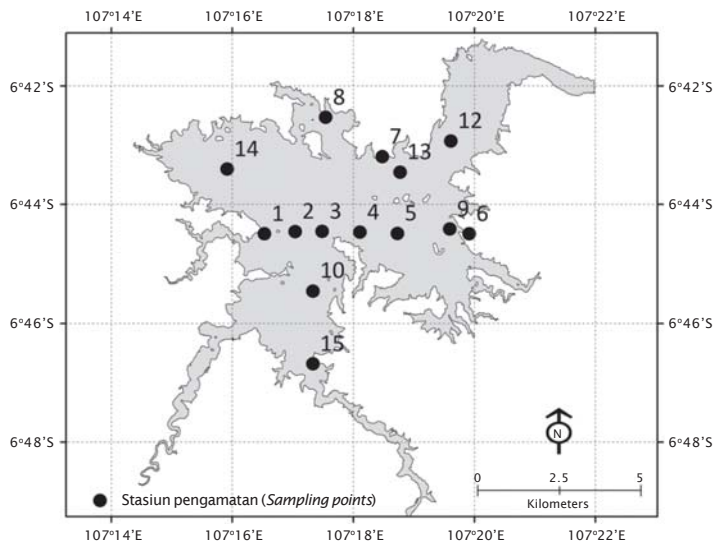 107°14'E 107°16'E 107°18'E 107°20'E 107°22'E
6°42'S
8
12
7
13
14
6°44'S
1 2 3 4 5 9 6
10
6°46'S
15
6°48'S
N
0 2.5 5
Kilometers
Stasiun pengamatan (Sampling points)
107°14'E 107°16'E 107°18'E 107°20'E 107°22'E
6°42'S
6°44'S
6°46'S
6°48'S